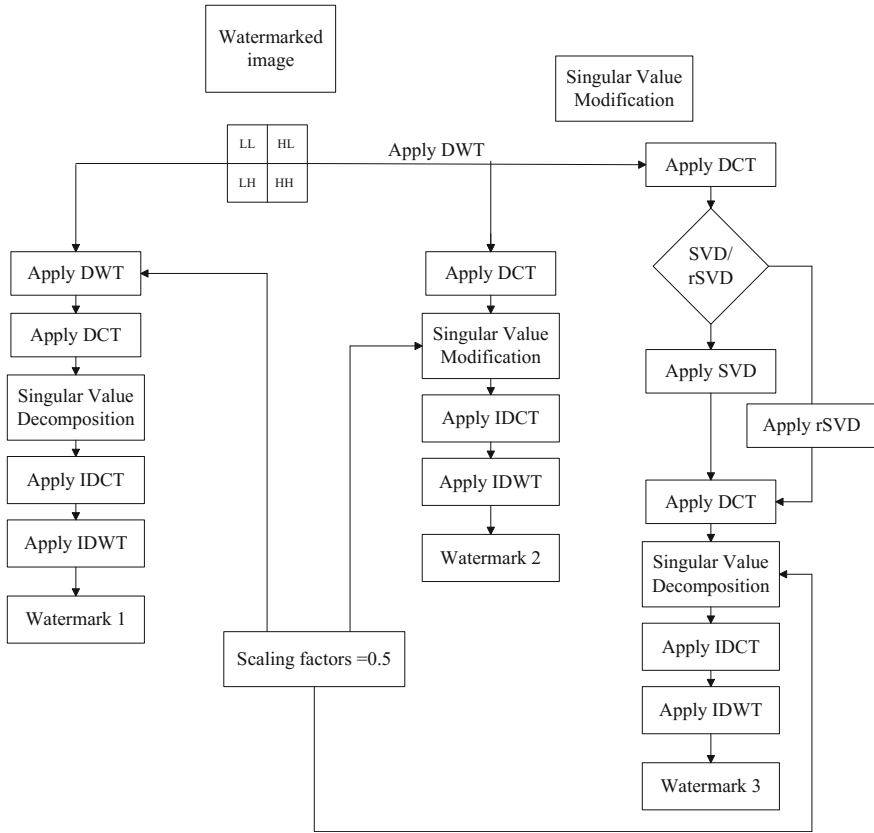 Watermarked
image
Singular Value
Modification
LL HL
LH HH
Apply DWT
Apply DWT
Apply DCT
Singular Value
Decomposition
Apply IDCT
Apply IDWT
Watermark 1
Apply DCT
Singular Value
Modification
Apply IDCT
Apply IDWT
Watermark 2
Apply DCT
SVD/
rSVD
Apply SVD
Apply rSVD
Apply DCT
Singular Value
Decomposition
Apply IDCT
Apply IDWT
Watermark 3
Scaling factors =0.5